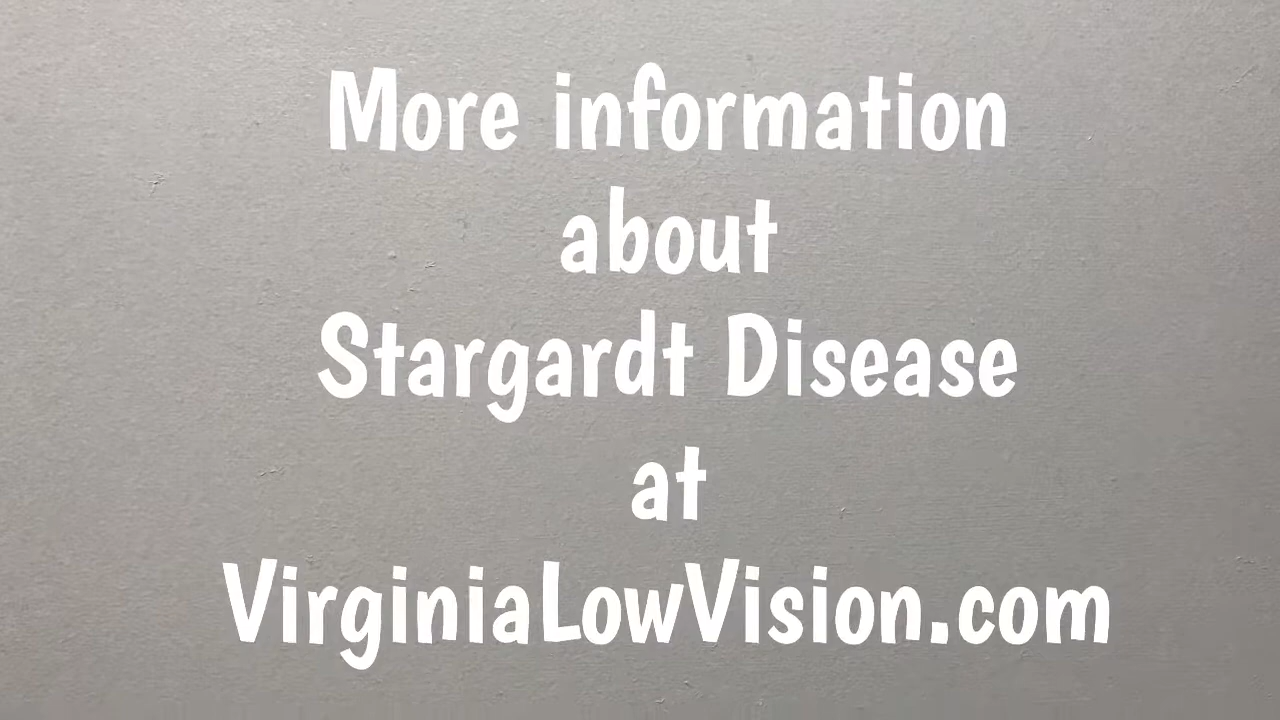 More information
about
Stargardt Disease
at
VirginiaLowVision.com